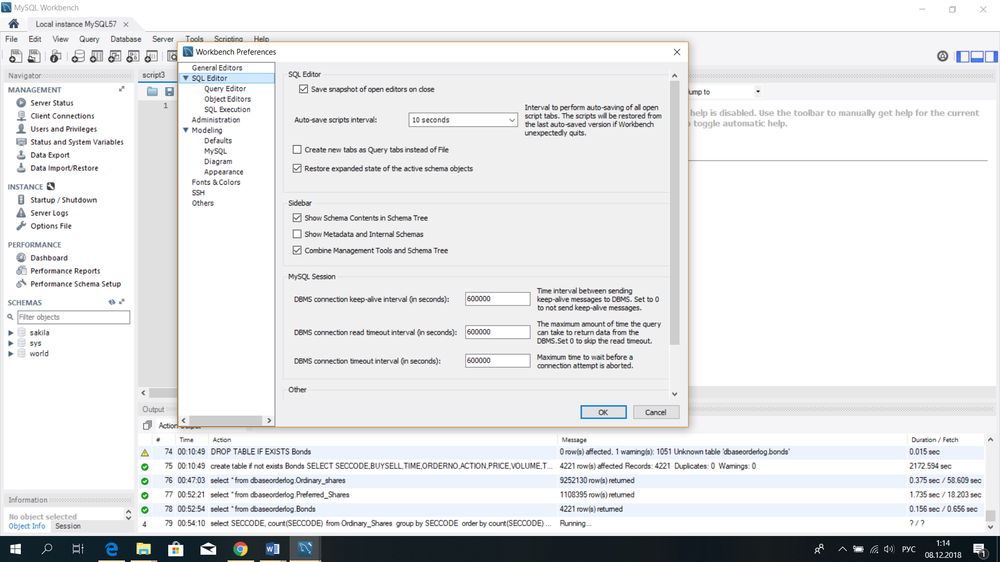 MySQL Workbench
Local instance MySQL57
File Edit View Query Database Server Tools Scripting Help
Navigator
MANAGEMENT
Server Status
Client Connections
Users and Privileges
Status and System Variables
Data Export
Data Import/Restore
INSTANCE
Startup / Shutdown
Server Logs
Options File
PERFORMANCE
Dashboard
Performance Reports
Performance Schema Setup
SCHEMAS
Filter objects
sakila
sys
world
Information
No object selected
Object Info Session
script3
1
Workbench Preferences
General Editors
SQL Editor
Query Editor
Object Editors
SQL Execution
Administration
Modeling
Defaults
MySQL
Diagram
Appearance
Fonts & Colors
SSH
Others
SQL Editor
Save snapshot of open editors on close
Auto-save scripts interval:
10 seconds
Interval to perform auto-saving of all open
script tabs. The scripts will be restored from
the last auto-saved version if Workbench
unexpectedly quits.
Create new tabs as Query tabs instead of File
Restore expanded state of the active schema objects
Sidebar
Show Schema Contents in Schema Tree
Show Metadata and Internal Schemas
Combine Management Tools and Schema Tree
MySQL Session
DBMS connection keep-alive interval (in seconds):
600000
Time interval between sending
keep-alive messages to DBMS. Set to 0
to not send keep-alive messages.
DBMS connection read timeout interval (in seconds):
600000
The maximum amount of time the query
can take to return data from the
DBMS.Set 0 to skip the read timeout.
DBMS connection timeout interval (in seconds):
600000
Maximum time to wait before a
connection attempt is aborted.
Other
OK Cancel
ump to
help is disabled. Use the toolbar to manually get help for the current
toggle automatic help.
Output
Action Output
# Time Action Message Duration / Fetch
74 00:10:49 DROP TABLE IF EXISTS Bonds 0 row(s) affected, 1 warning(s): 1051 Unknown table 'dbaseorderlog.bonds' 0.015 sec
75 00:10:49 create table if not exists Bonds SELECT SECCODE,BUYSELL,TIME,ORDERNO,ACTION,PRICE,VOLUME,T... 4221 row(s) affected Records: 4221 Duplicates: 0 Warnings: 0 2172.594 sec
76 00:47:03 select * from dbaseorderlog.Ordinary_shares 9252130 row(s) returned 0.375 sec / 58.609 sec
77 00:52:21 select * from dbaseorderlog.Preferred_Shares 1108395 row(s) returned 1.735 sec / 18.203 sec
78 00:52:54 select * from dbaseorderlog.Bonds 4221 row(s) returned 0.156 sec / 0.656 sec
4 79 00:54:10 select SECCODE, count(SECCODE) from Ordinary_Shares group by SECCODE order by count(SECCODE) ... Running... ? / ?
РУС
1:14
08.12.2018
1